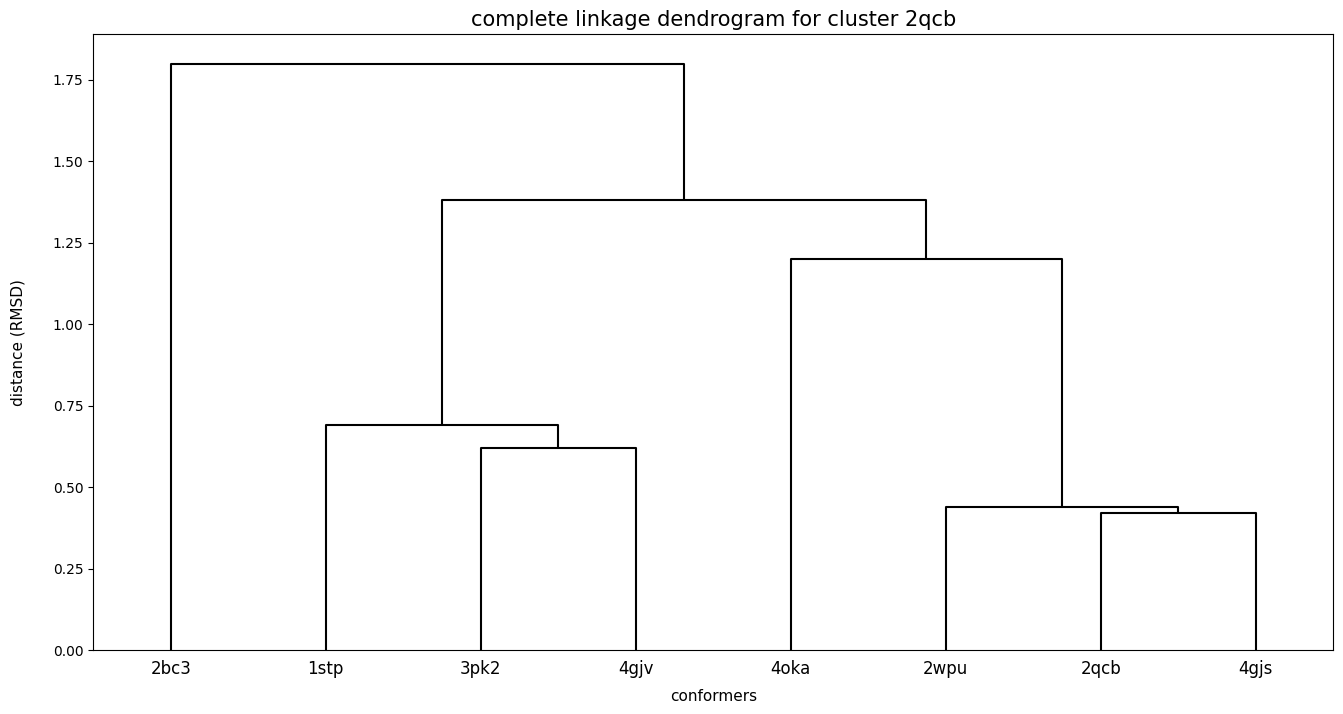 complete linkage dendrogram for cluster 2qcb
distance (RMSD)
1.75
1.50
1.25
1.00
0.75
0.50
0.25
0.00
2bc3 1stp 3pk2 4gjv 4oka 2wpu 2qcb 4gjs
conformers